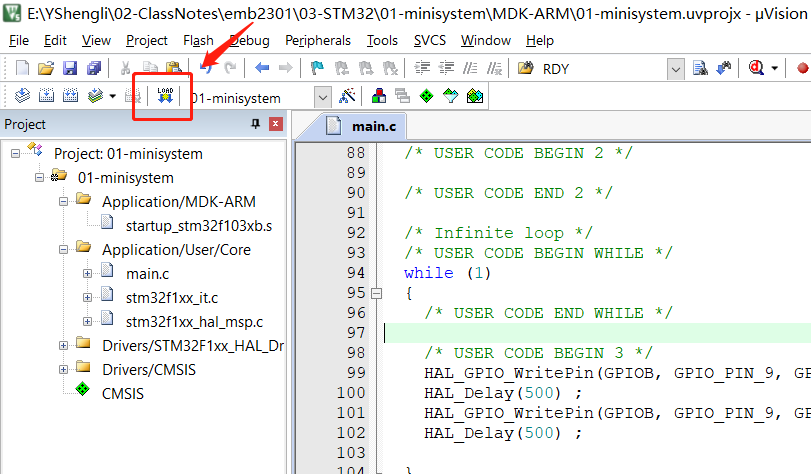 E:\YShengli\02-ClassNotes\emb2301\03-STM32\01-minisystem\MDK-ARM\01-minisystem.uvprojx - µVision
File Edit View Project Flash Debug Peripherals Tools SVCS Window Help
RDY
LOAD 01-minisystem
Project
main.c
Project: 01-minisystem
01-minisystem
Application/MDK-ARM
startup_stm32f103xb.s
Application/User/Core
main.c
stm32f1xx_it.c
stm32f1xx_hal_msp.c
Drivers/STM32F1xx_HAL_Dr
Drivers/CMSIS
CMSIS
88 /* USER CODE BEGIN 2 */
89
90 /* USER CODE END 2 */
91
92 /* Infinite loop */
93 /* USER CODE BEGIN WHILE */
94 while (1)
95 {
96 /* USER CODE END WHILE */
97
98 /* USER CODE BEGIN 3 */
99 HAL_GPIO_WritePin(GPIOB, GPIO_PIN_9, GP
100 HAL_Delay(500) ;
101 HAL_GPIO_WritePin(GPIOB, GPIO_PIN_9, GP
102 HAL_Delay(500) ;
103
104 }